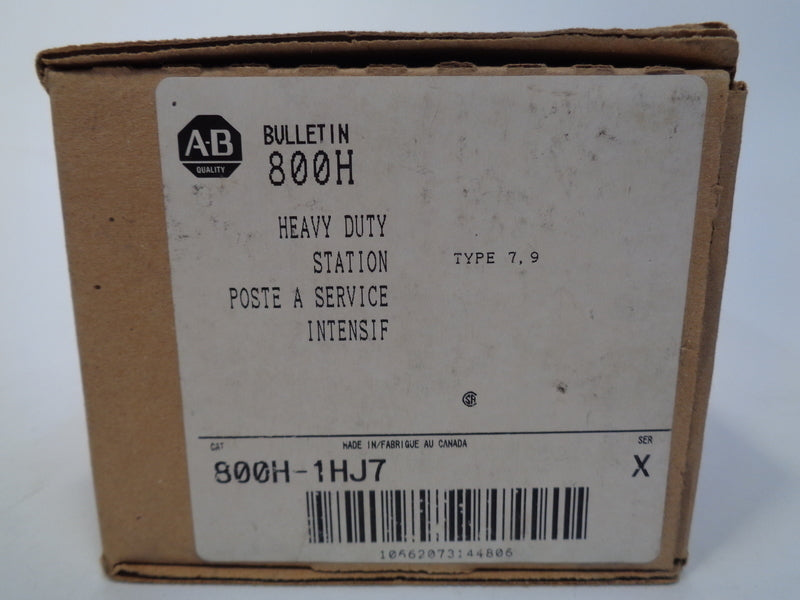 A·B
QUALITY
BULLETIN
800H
HEAVY DUTY
STATION
TYPE 7, 9
POSTE A SERVICE
INTENSIF
CAT
MADE IN/FABRIQUE AU CANADA
SER
800H-1HJ7
X
10662073144806